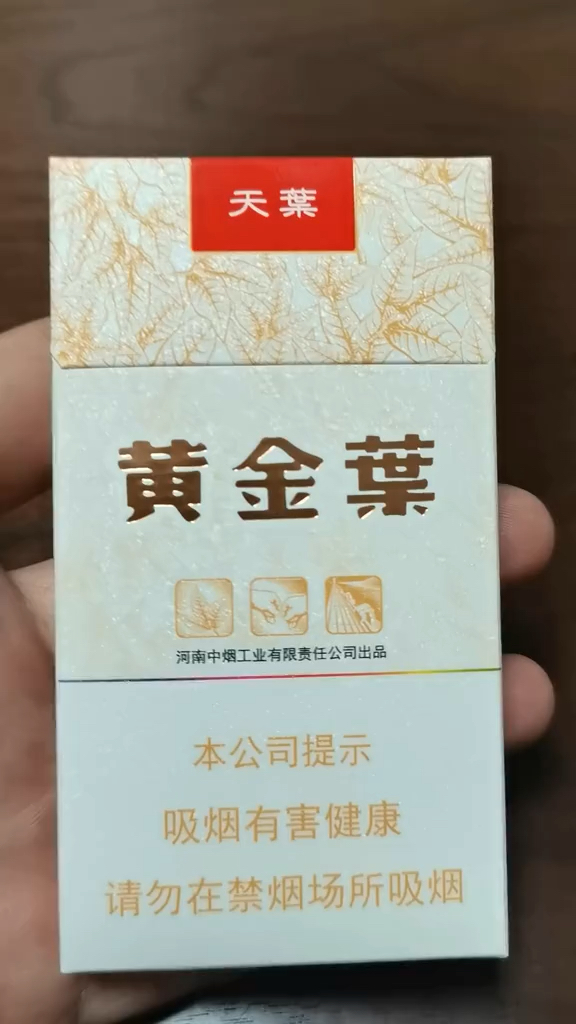 天葉
黄金葉
河南中烟工业有限责任公司出品
本公司提示
吸烟有害健康
请勿在禁烟场所吸烟